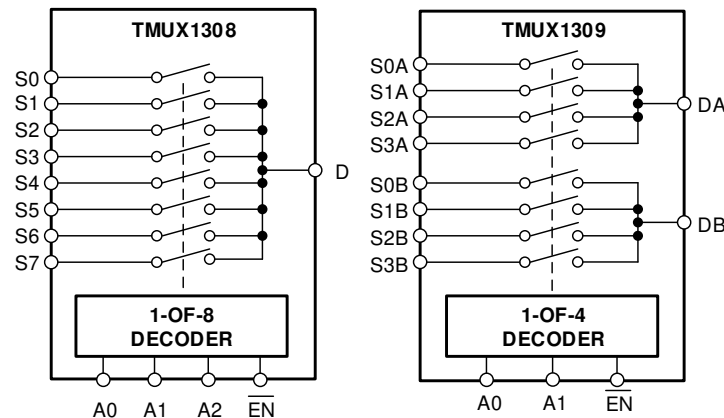 TMUX1308
S0
S1
S2
S3
S4
S5
S6
S7
D
1-OF-8
DECODER
A0 A1 A2 EN
TMUX1309
S0A
S1A
S2A
S3A
DA
S0B
S1B
S2B
S3B
DB
1-OF-4
DECODER
A0 A1 EN